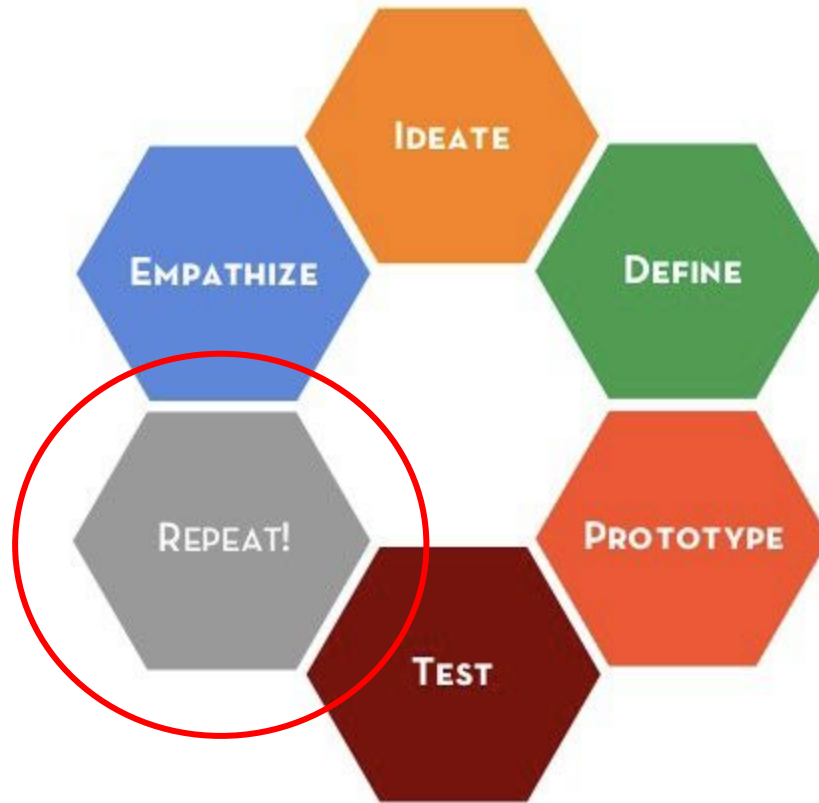 IDEATE
EMPATHIZE
DEFINE
REPEAT!
PROTOTYPE
TEST